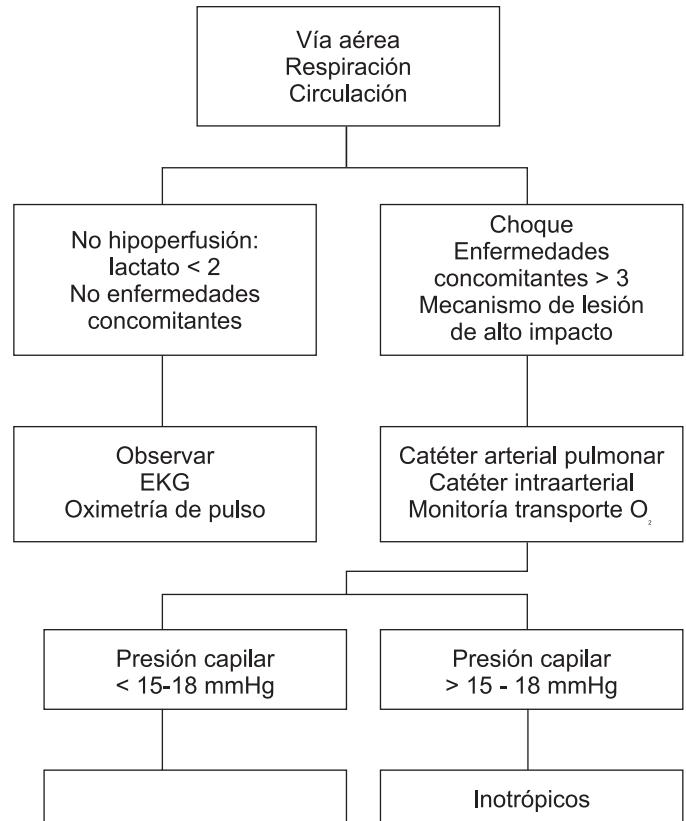 Vía aérea
Respiración
Circulación
No hipoperfusión:
lactato < 2
No enfermedades
concomitantes
Choque
Enfermedades
concomitantes > 3
Mecanismo de lesión
de alto impacto
Observar
EKG
Oximetría de pulso
Catéter arterial pulmonar
Catéter intraarterial
Monitoría transporte O₂
Presión capilar
< 15-18 mmHg
Presión capilar
> 15 - 18 mmHg
Inotrópicos